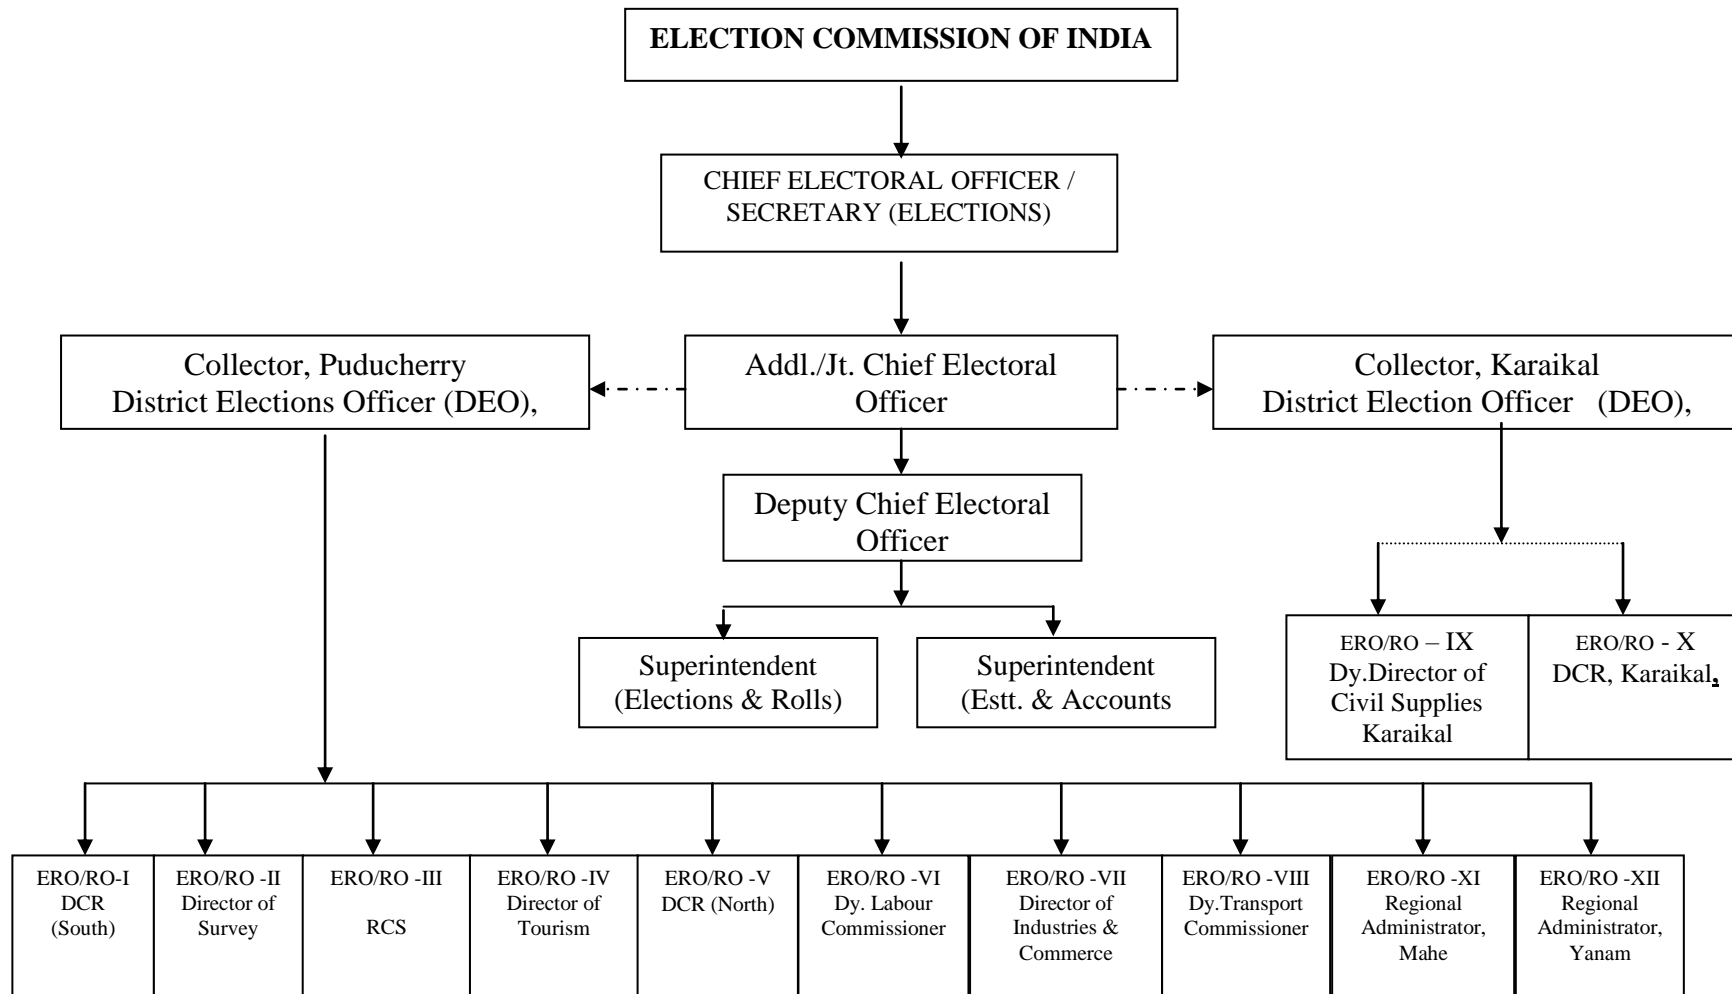 ELECTION COMMISSION OF INDIA
CHIEF ELECTORAL OFFICER /
SECRETARY (ELECTIONS)
Collector, Puducherry
District Elections Officer (DEO),
Addl./Jt. Chief Electoral
Officer
Collector, Karaikal
District Election Officer (DEO),
Deputy Chief Electoral
Officer
Superintendent
(Elections & Rolls)
Superintendent
(Estt. & Accounts
ERO/RO – IX
Dy.Director of
Civil Supplies
Karaikal
ERO/RO - X
DCR, Karaikal,
ERO/RO-I
DCR
(South)
ERO/RO -II
Director of
Survey
ERO/RO -III
RCS
ERO/RO -IV
Director of
Tourism
ERO/RO -V
DCR (North)
ERO/RO -VI
Dy. Labour
Commissioner
ERO/RO -VII
Director of
Industries &
Commerce
ERO/RO -VIII
Dy.Transport
Commissioner
ERO/RO -XI
Regional
Administrator,
Mahe
ERO/RO -XII
Regional
Administrator,
Yanam